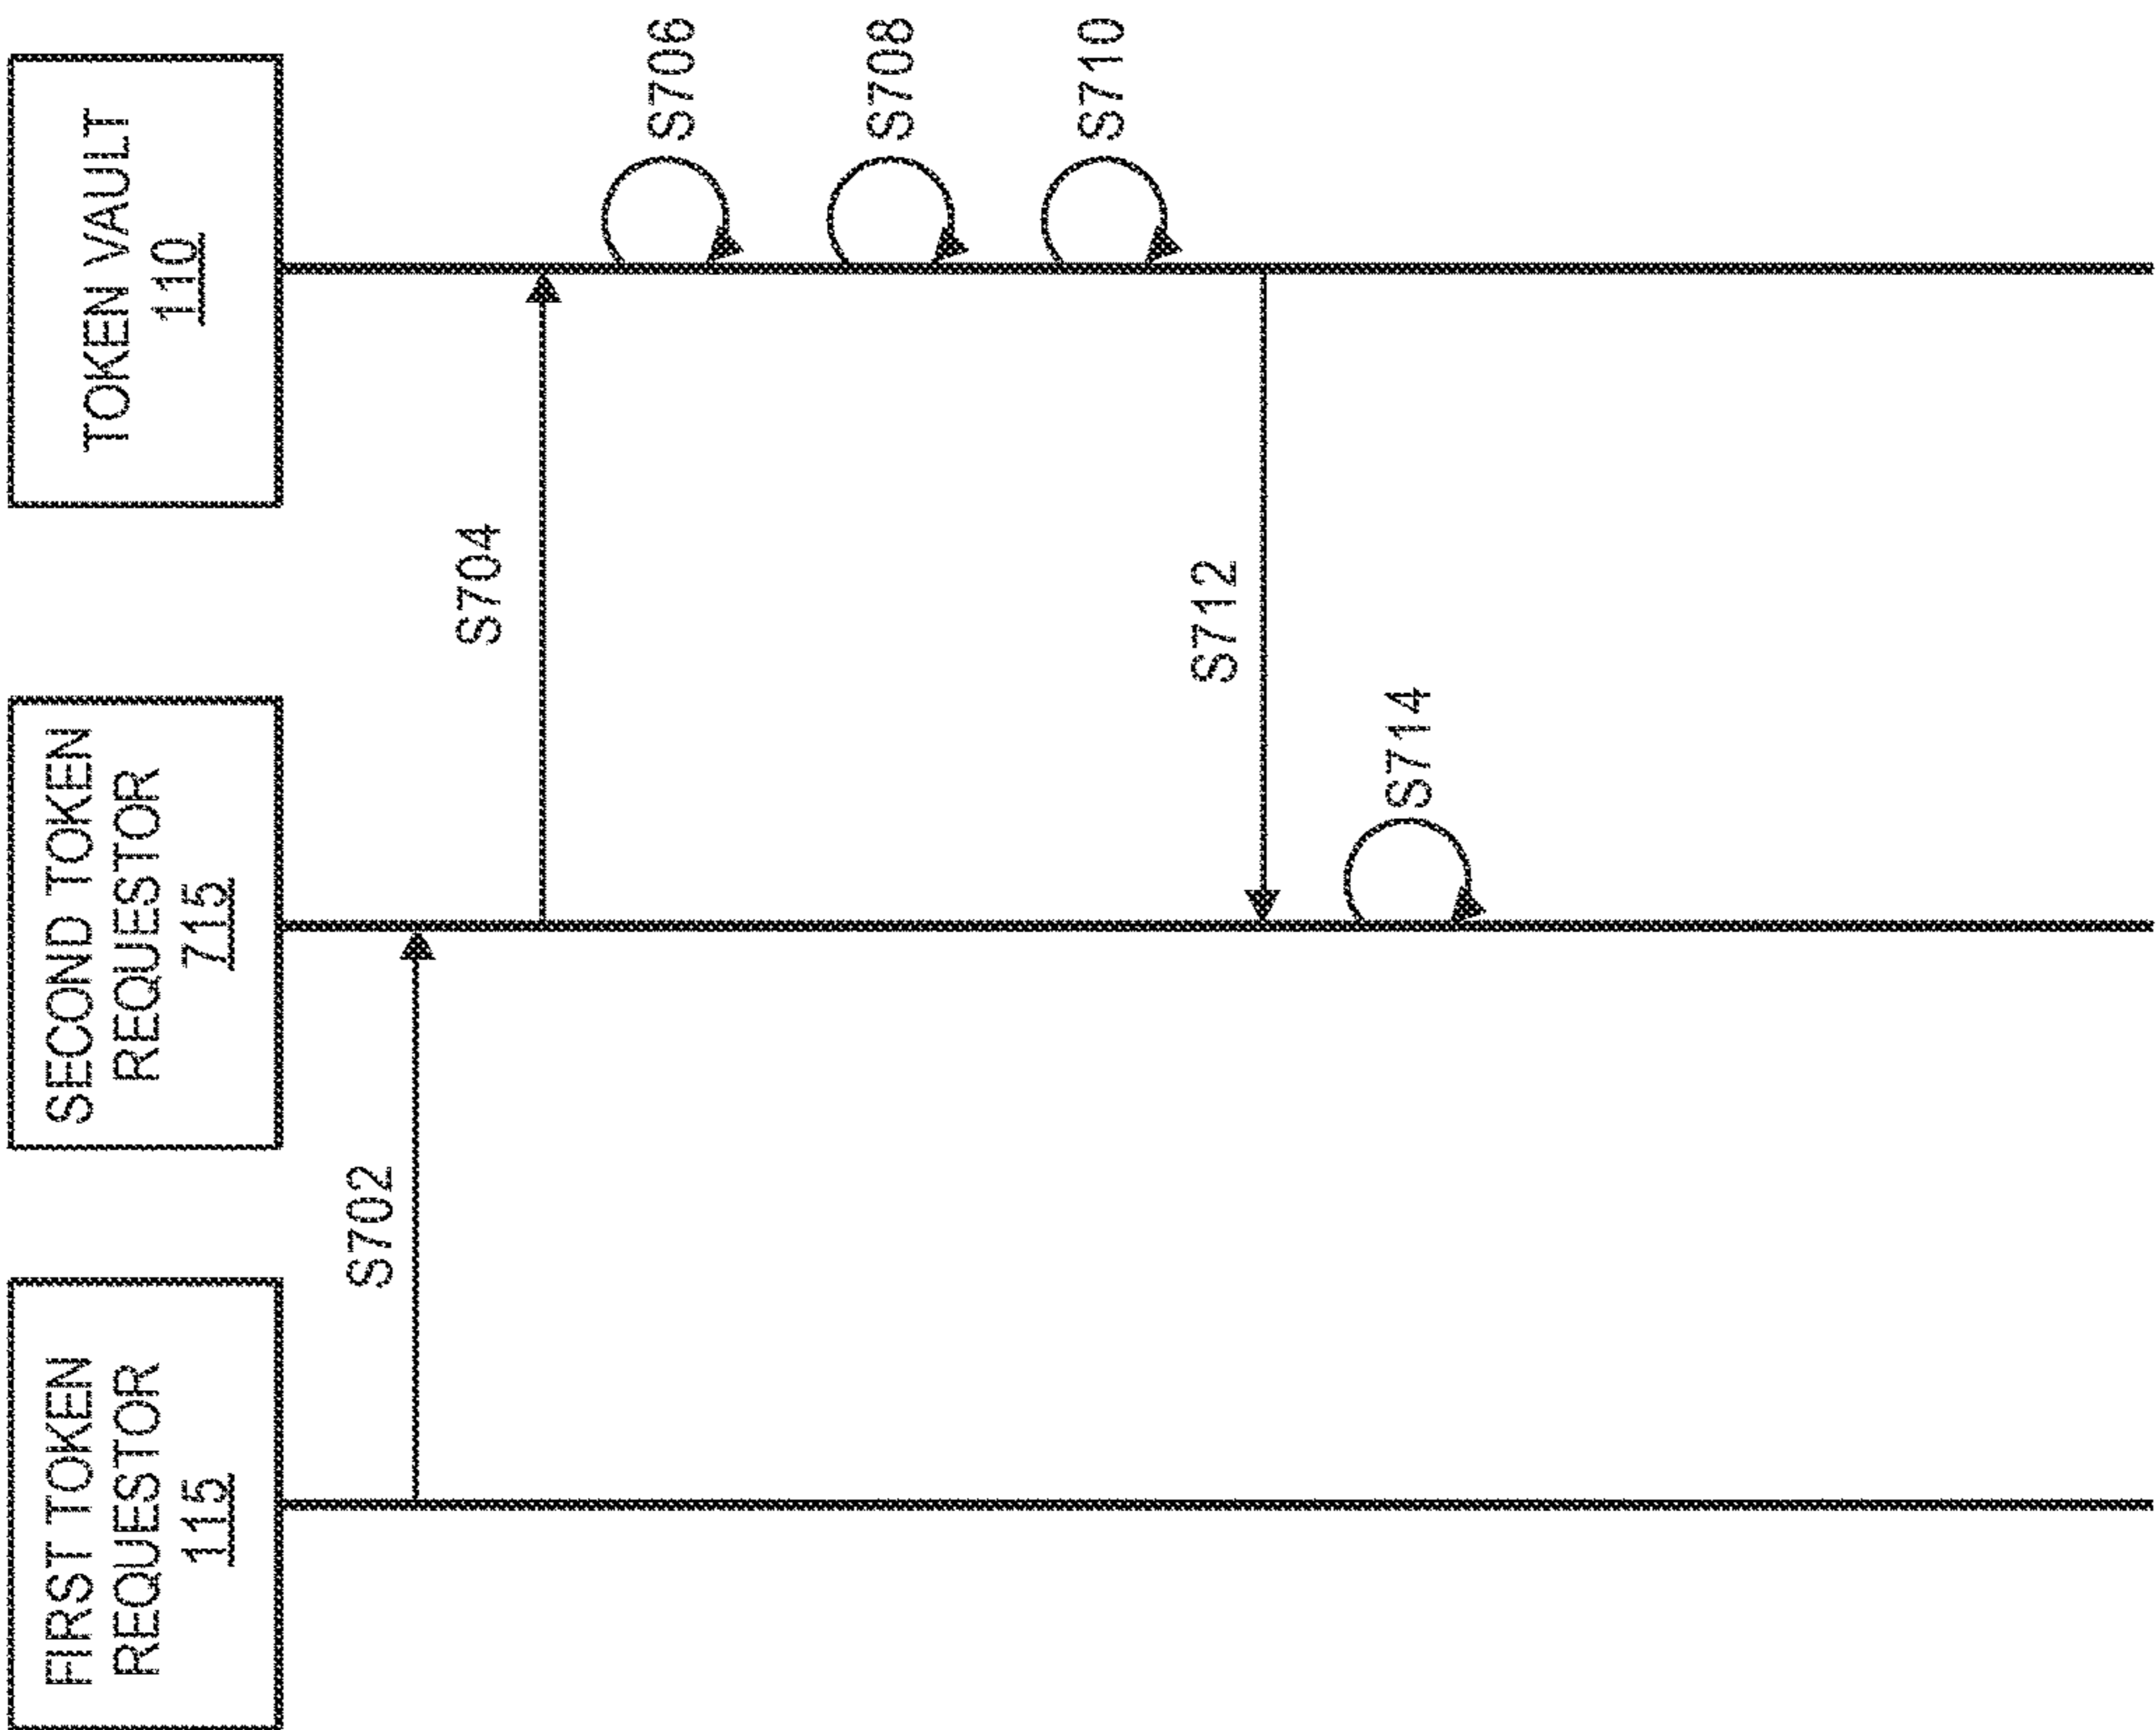 FIRST TOKEN
REQUESTOR
115
SECOND TOKEN
REQUESTOR
715
TOKEN VAULT
110
S702
S704
S706
S708
S710
S712
S714